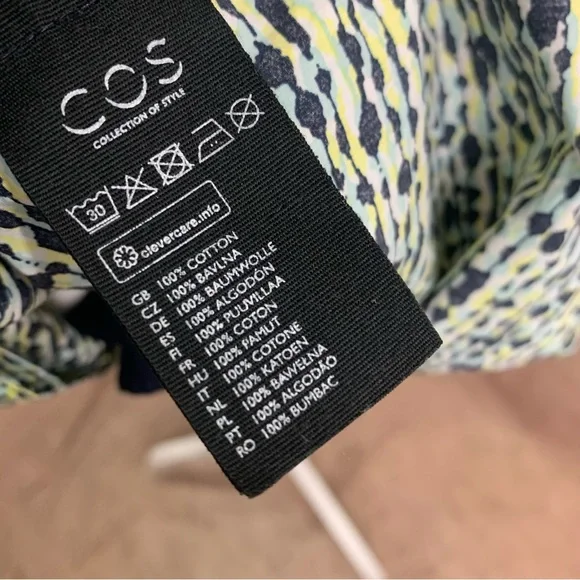 COS
COLLECTION OF STYLE
30
clevercare.info
GB 100% COTTON
CZ 100% BAVLNA
DE 100% BAUMWOLLE
ES 100% ALGODÓN
FI 100% PUUVILLAA
FR 100% COTON
HU 100% PAMUT
IT 100% COTONE
NL 100% KATOEN
PL 100% BAWEŁNA
PT 100% ALGODÃO
RO 100% BUMBAC